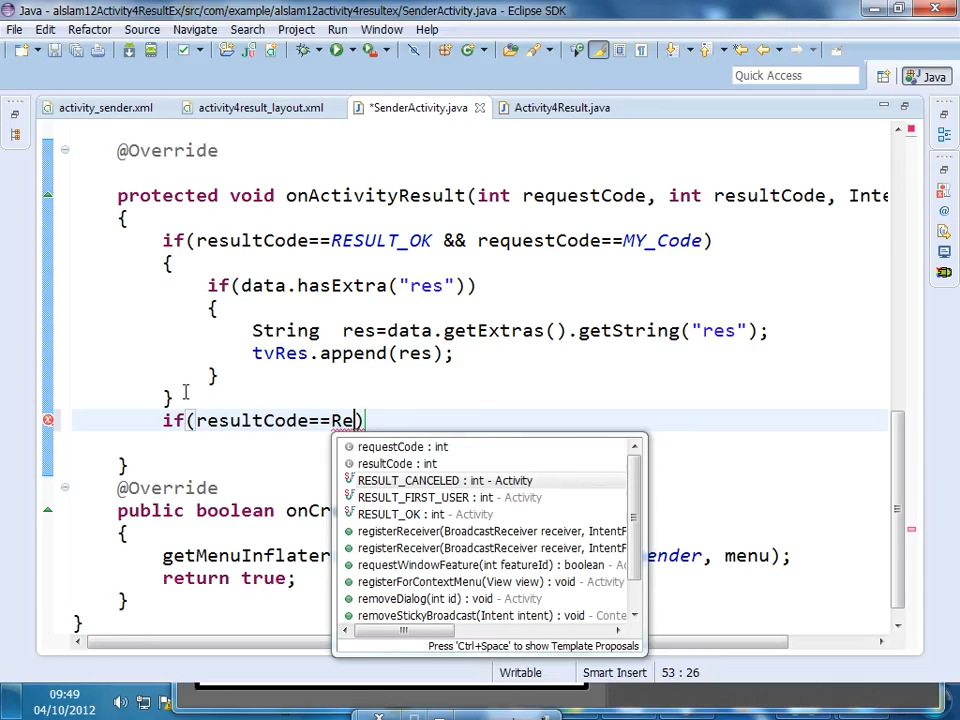 Java - alslam12Activity4ResultEx/src/com/example/alslam12activity4resultex/SenderActivity.java - Eclipse SDK
File Edit Refactor Source Navigate Search Project Run Window Help
Quick Access
Java
activity_sender.xml activity4result_layout.xml *SenderActivity.java Activity4Result.java
@Override
protected void onActivityResult(int requestCode, int resultCode, Inte
{
if(resultCode==RESULT_OK && requestCode==MY_Code)
{
if(data.hasExtra("res"))
{
String res=data.getExtras().getString("res");
tvRes.append(res);
}
}
if(resultCode==Re)
requestCode : int
resultCode : int
RESULT_CANCELED : int - Activity
RESULT_FIRST_USER : int - Activity
RESULT_OK : int - Activity
registerReceiver(BroadcastReceiver receiver, IntentF
registerReceiver(BroadcastReceiver receiver, IntentF
requestWindowFeature(int featureId) : boolean - Ac
registerForContextMenu(View view) : void - Activity
removeDialog(int id) : void - Activity
removeStickyBroadcast(Intent intent) : void - Conte
Press 'Ctrl+Space' to show Template Proposals
}
@Override
public boolean onCr
{
getMenuInflater ender, menu);
return true;
}
}
Writable Smart Insert 53 : 26
09:49
04/10/2012